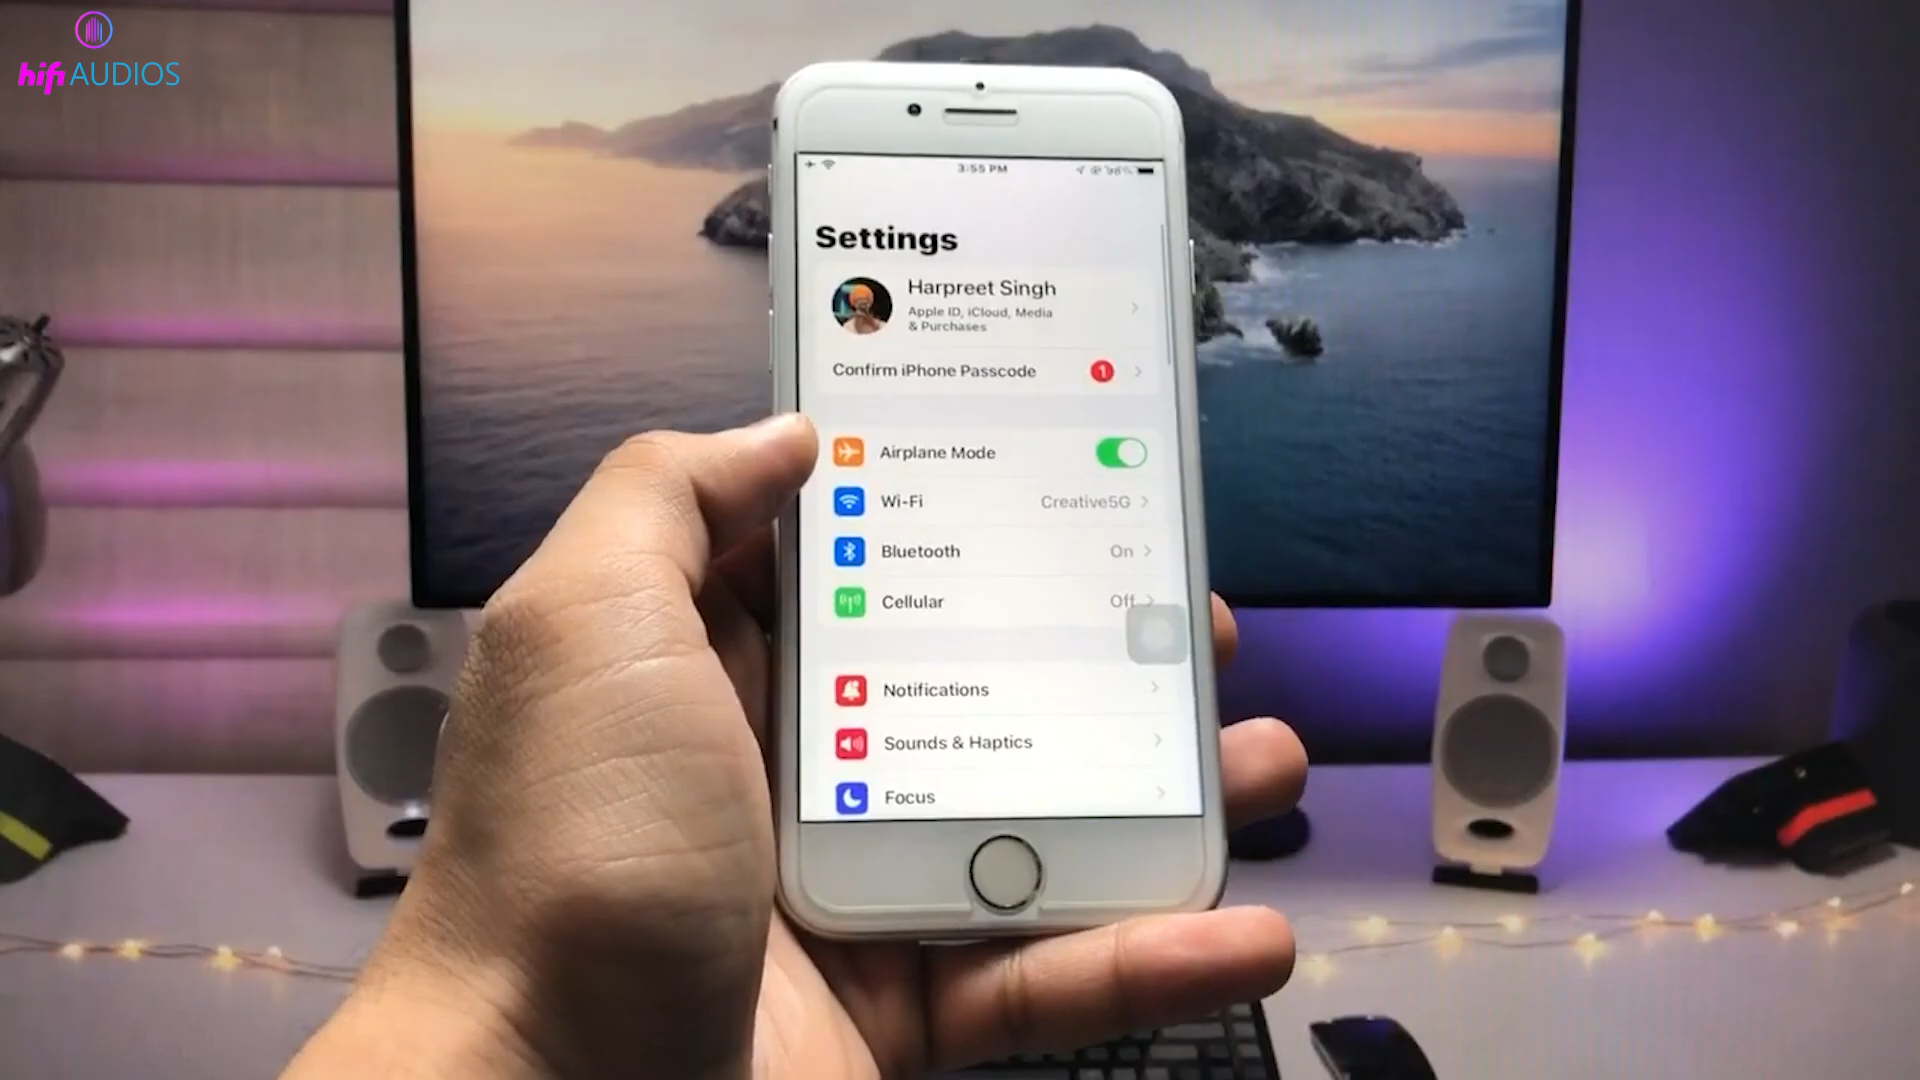 hifi AUDIOS
3:55 PM
Settings
Harpreet Singh
Apple ID, iCloud, Media
& Purchases
Confirm iPhone Passcode 1
Airplane Mode
Wi-Fi Creative5G
Bluetooth On
Cellular Off
Notifications
Sounds & Haptics
Focus